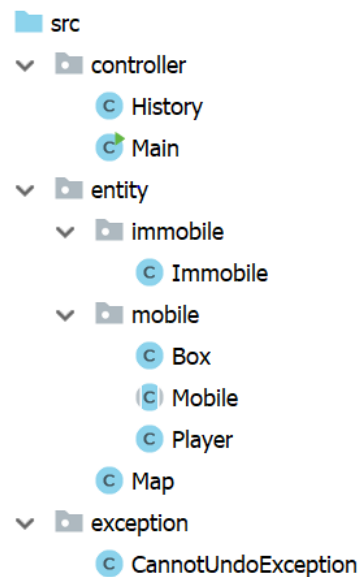 src
controller
C History
C Main
entity
immobile
C Immobile
mobile
C Box
C Mobile
C Player
C Map
exception
C CannotUndoException